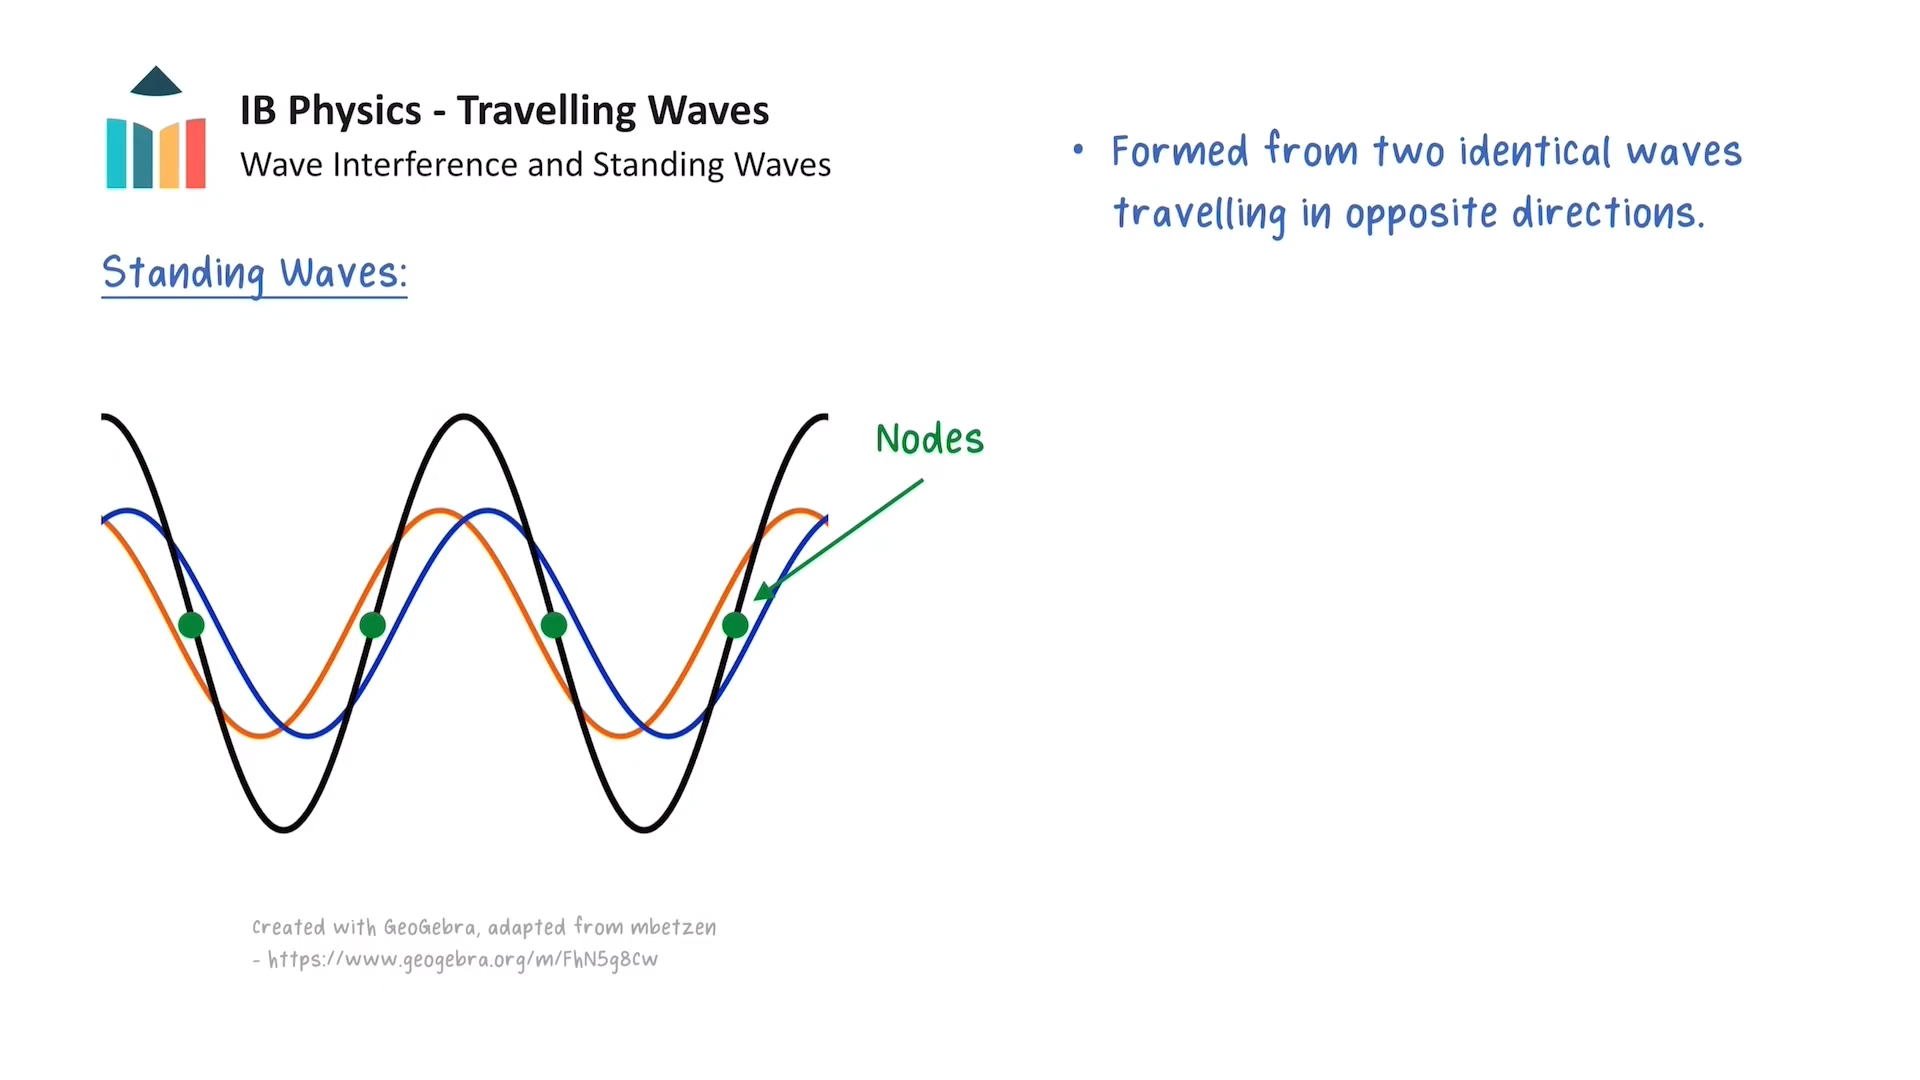 IB Physics - Travelling Waves
Wave Interference and Standing Waves
Standing Waves:
• Formed from two identical waves
travelling in opposite directions.
Nodes
Created with GeoGebra, adapted from mbetzen
- https://www.geogebra.org/m/FhN5g8Cw